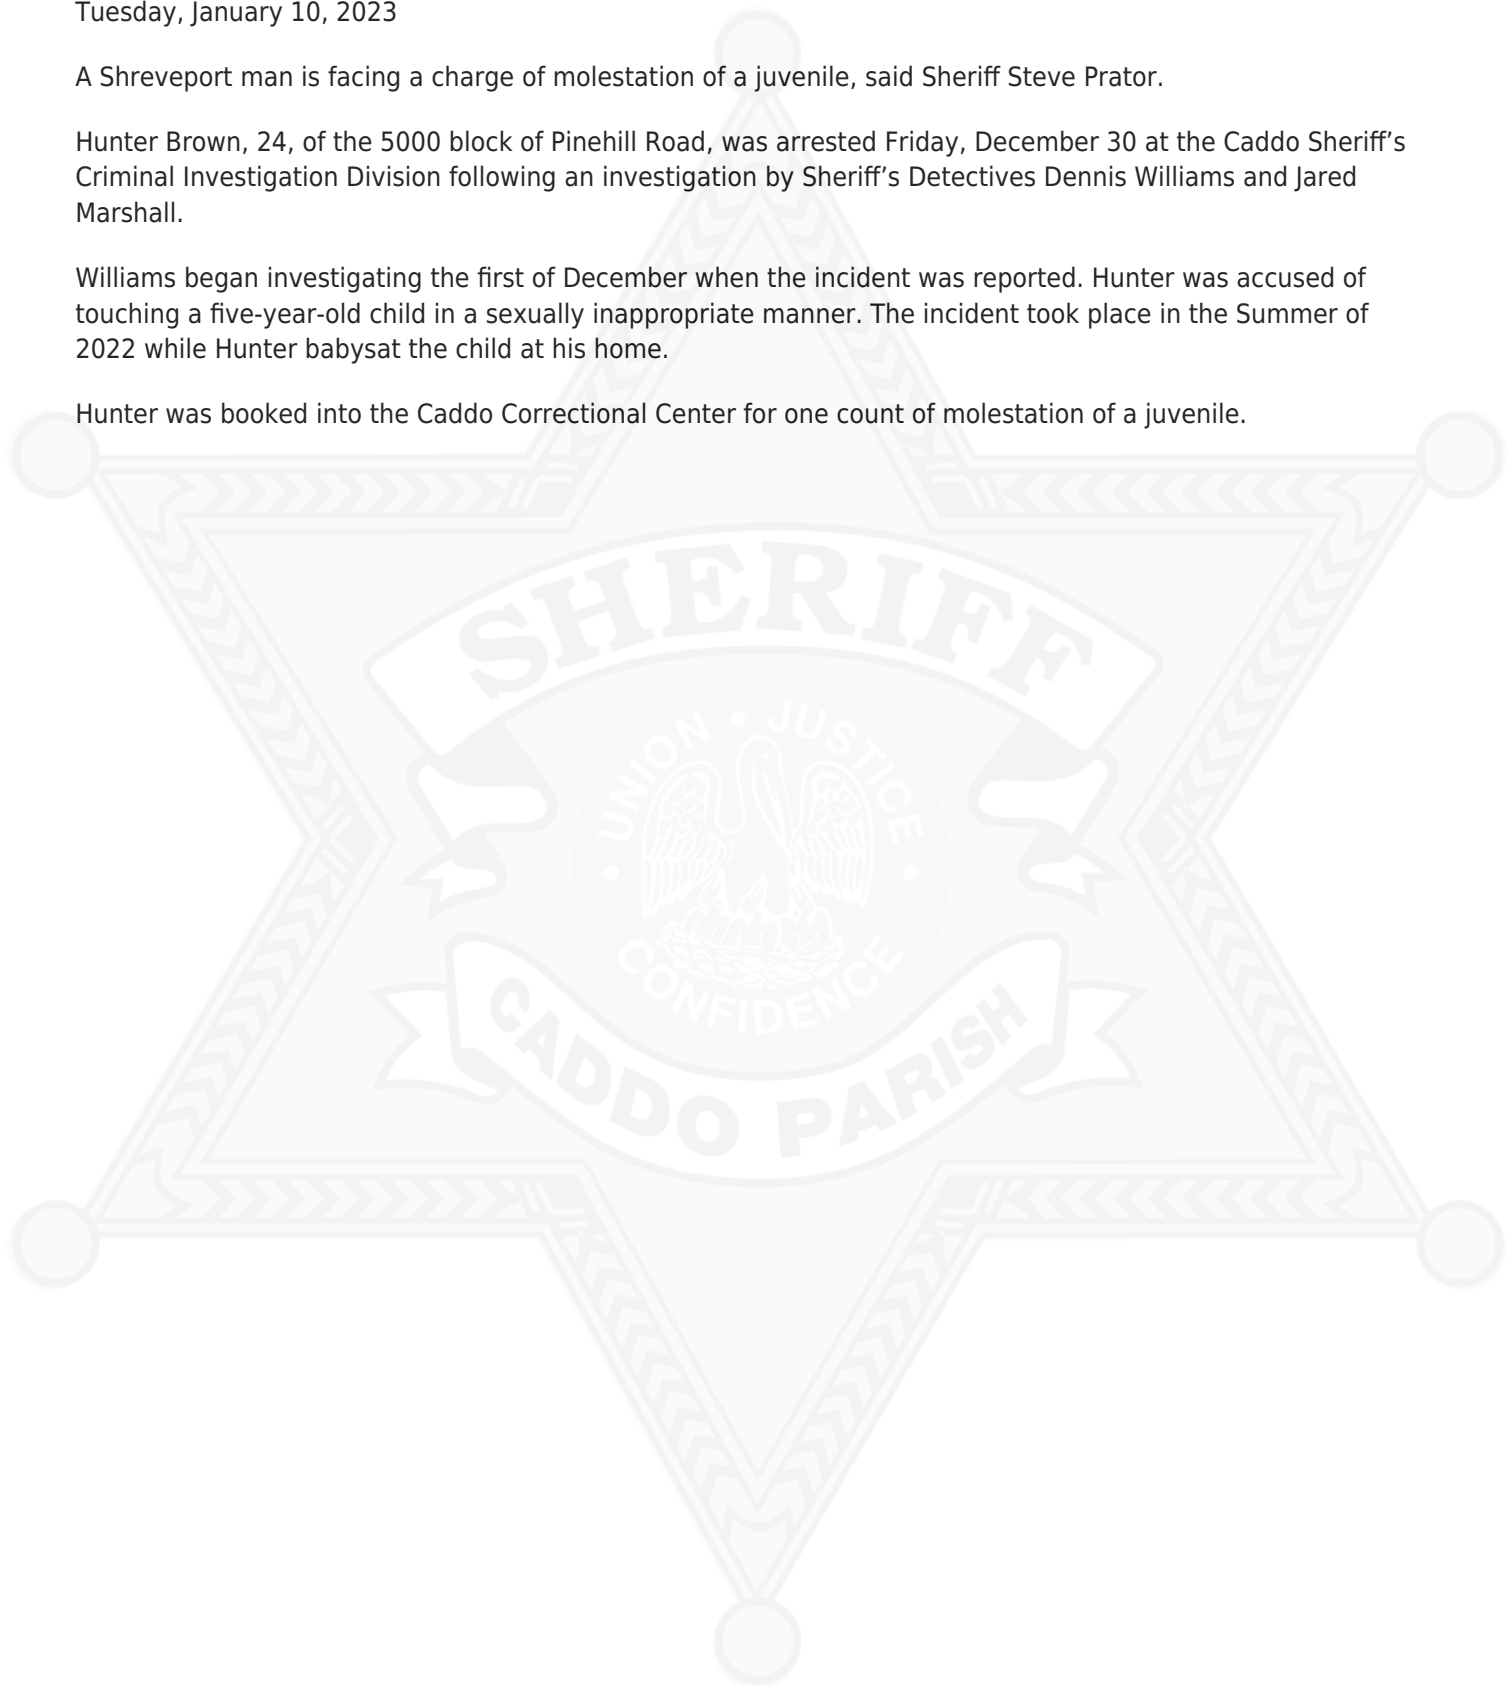 Tuesday, January 10, 2023
A Shreveport man is facing a charge of molestation of a juvenile, said Sheriff Steve Prator.
Hunter Brown, 24, of the 5000 block of Pinehill Road, was arrested Friday, December 30 at the Caddo Sheriff’s
Criminal Investigation Division following an investigation by Sheriff’s Detectives Dennis Williams and Jared
Marshall.
Williams began investigating the first of December when the incident was reported. Hunter was accused of
touching a five-year-old child in a sexually inappropriate manner. The incident took place in the Summer of
2022 while Hunter babysat the child at his home.
Hunter was booked into the Caddo Correctional Center for one count of molestation of a juvenile.
SHERIFF
UNION • JUSTICE
• CONFIDENCE •
CADDO PARISH